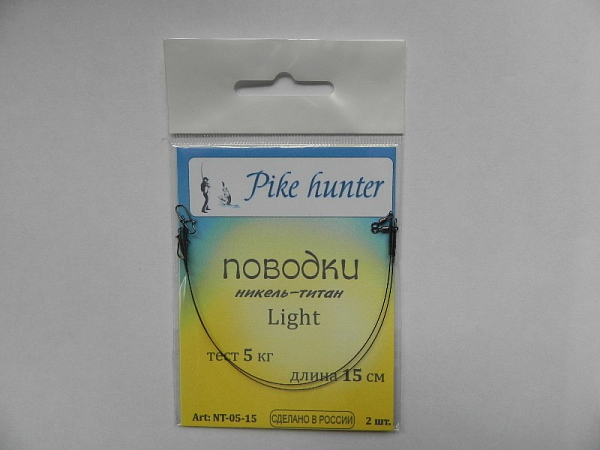 Pike hunter
поводки
никель-титан
Light
тест 5 кг
длина 15 см
Art: NT-05-15 СДЕЛАНО В РОССИИ 2 шт.